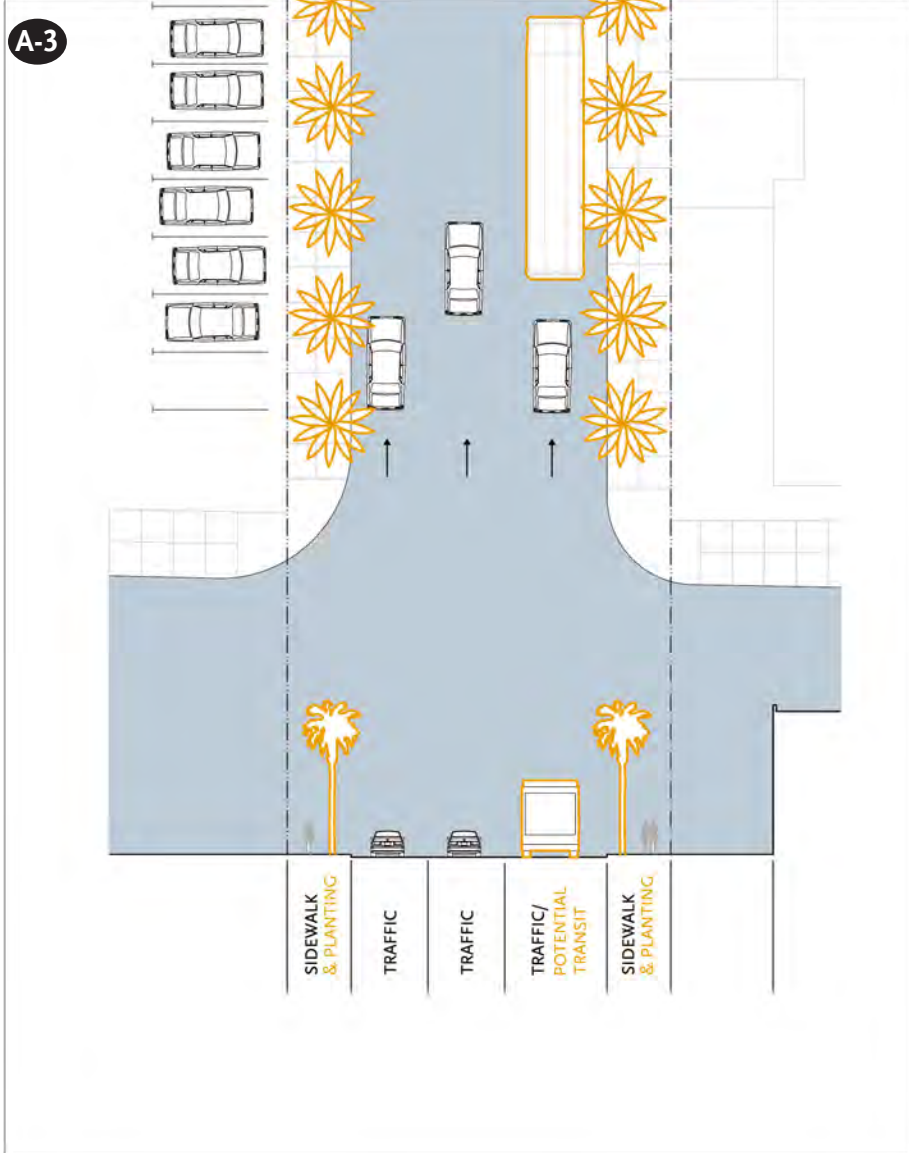 A-3
SIDEWALK
& PLANTING
TRAFFIC
TRAFFIC
TRAFFIC/
POTENTIAL
TRANSIT
SIDEWALK
& PLANTING